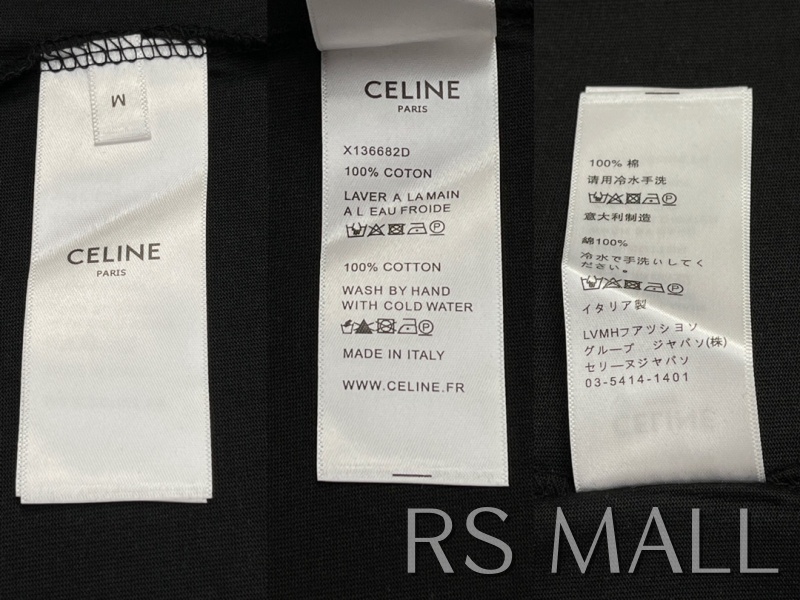 M
CELINE
PARIS
CELINE
PARIS
X136682D
100% COTON
LAVER A LA MAIN
A L EAU FROIDE
100% COTTON
WASH BY HAND
WITH COLD WATER
MADE IN ITALY
WWW.CELINE.FR
100% 棉
请用冷水手洗
意大利制造
綿100%
冷水で手洗いしてく
ださい。
イタリア製
LVMHフアツシヨソ
グループ ジヤパソ(株)
セリーヌジヤパソ
03-5414-1401
RS MALL